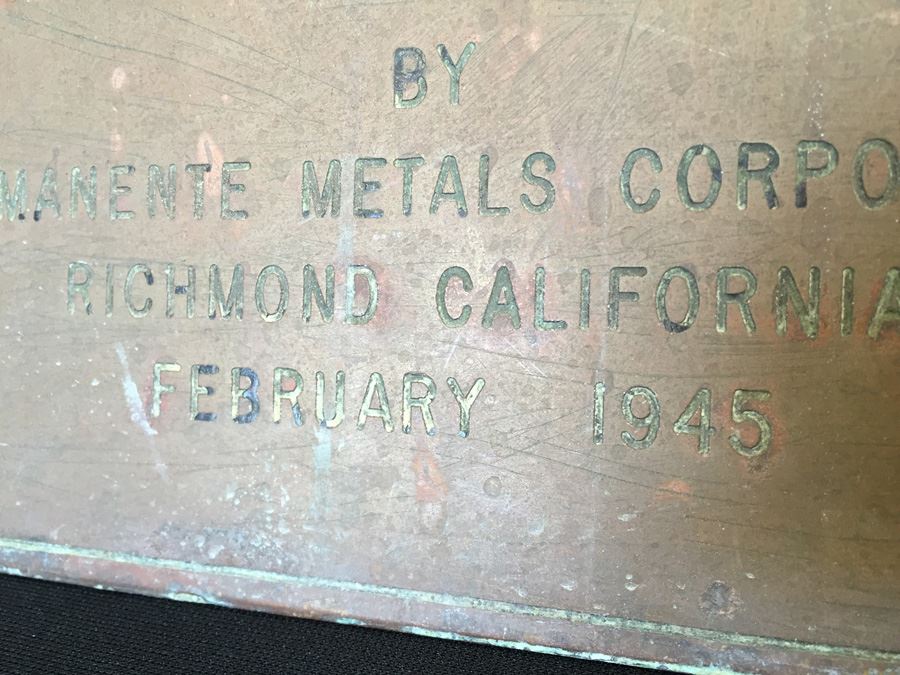 BY
MANENTE METALS CORPO
RICHMOND CALIFORNIA
FEBRUARY 1945